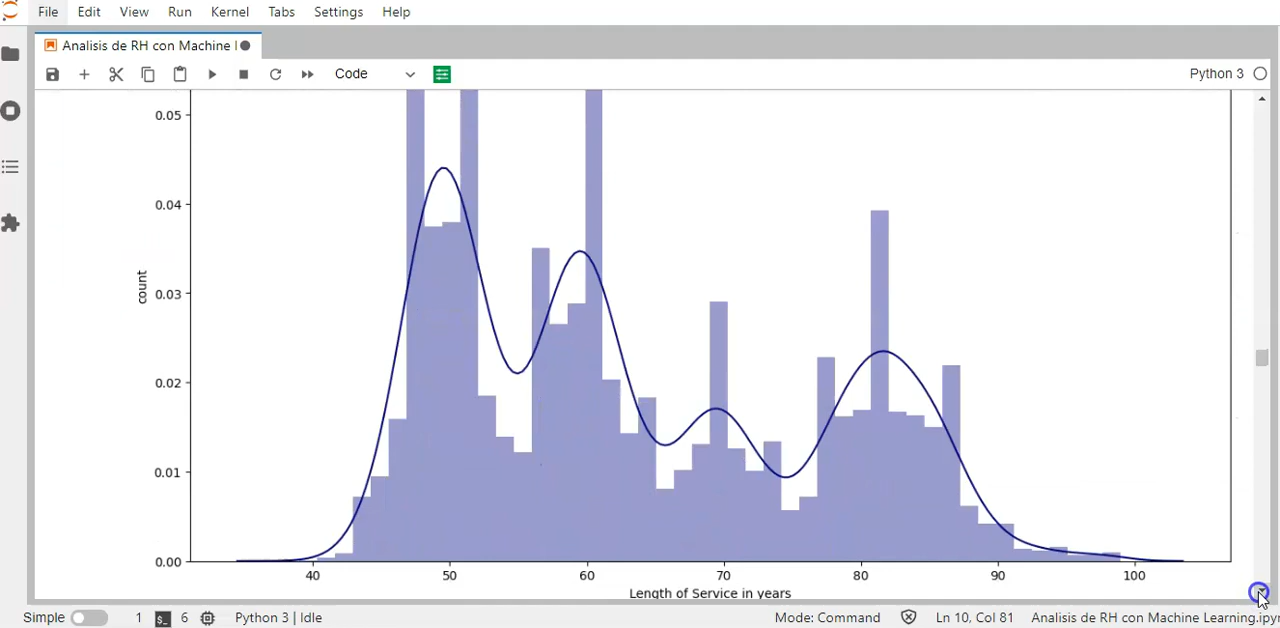 File Edit View Run Kernel Tabs Settings Help
Analisis de RH con Machine
Code
Python 3
0.05
0.04
0.03
0.02
0.01
0.00
count
40 50 60 70 80 90 100
Length of Service in years
Simple 1 $_ 6 Python 3 | Idle Mode: Command Ln 10, Col 81 Analisis de RH con Machine Learning.ipyn